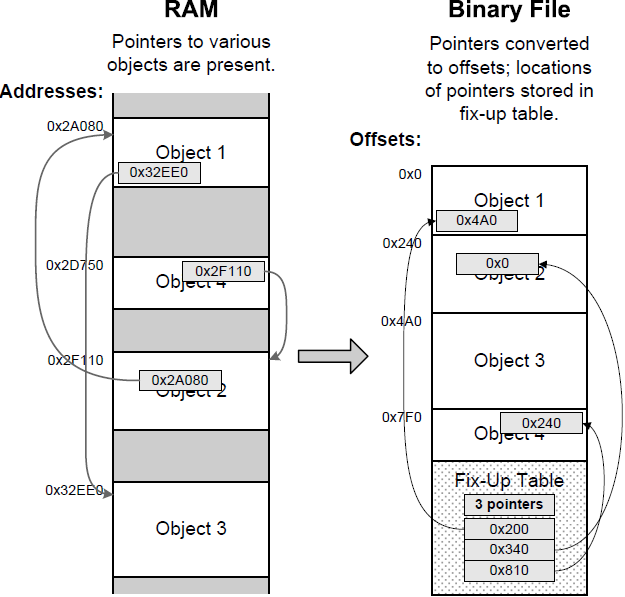 RAM
Pointers to various
objects are present.
Addresses:
0x2A080
Object 1
0x32EE0
0x2D750
0x2F110
Object 4
0x2F110
0x2A080
Object 2
0x32EE0
Object 3
Binary File
Pointers converted
to offsets; locations
of pointers stored in
fix-up table.
Offsets:
0x0
Object 1
0x4A0
0x240
0x0
Object 2
0x4A0
Object 3
0x7F0
0x240
Object 4
Fix-Up Table
3 pointers
0x200
0x340
0x810